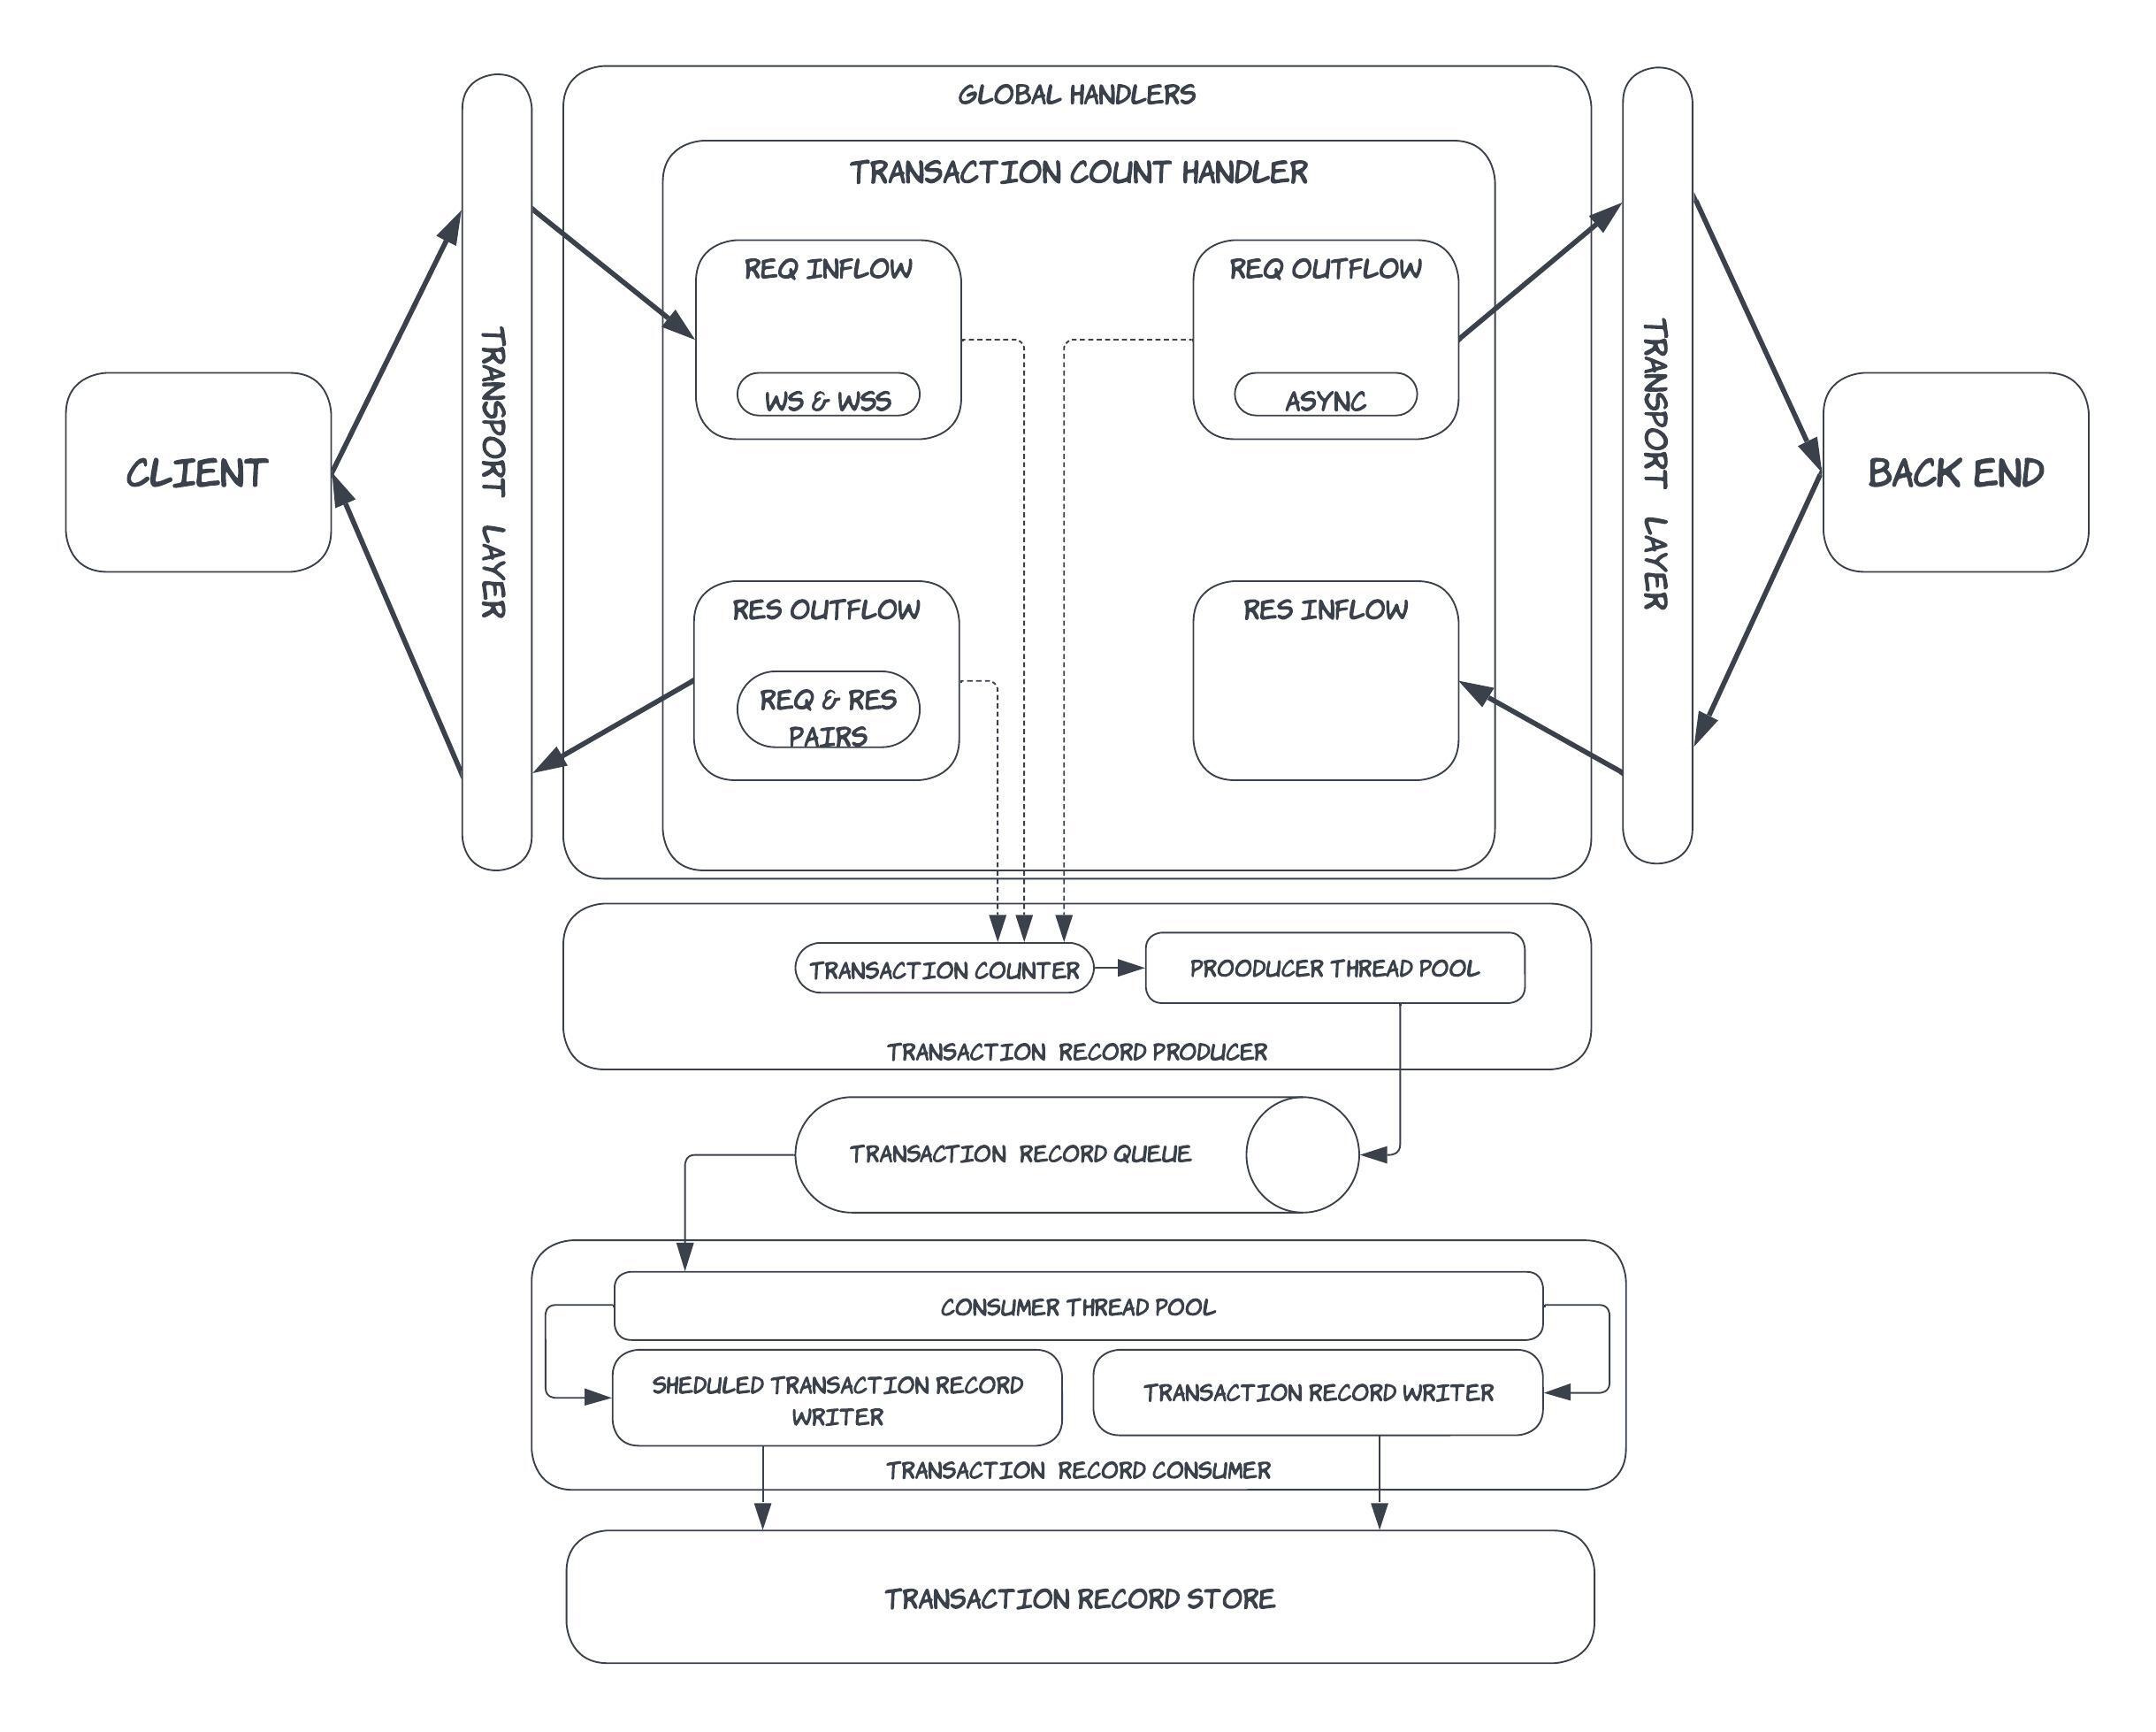 GLOBAL HANDLERS
TRANSACTION COUNT HANDLER
REQ INFLOW
REQ OUTFLOW
WS & WSS
ASYNC
TRANSPORT LAYER
TRANSPORT LAYER
CLIENT
BACK END
RES OUTFLOW
RES INFLOW
REQ & RES
PAIRS
TRANSACTION COUNTER
PROODUCER THREAD POOL
TRANSACTION RECORD PRODUCER
TRANSACTION RECORD QUEUE
CONSUMER THREAD POOL
SHEDULED TRANSACTION RECORD
WRITER
TRANSACTION RECORD WRITER
TRANSACTION RECORD CONSUMER
TRANSACTION RECORD STORE